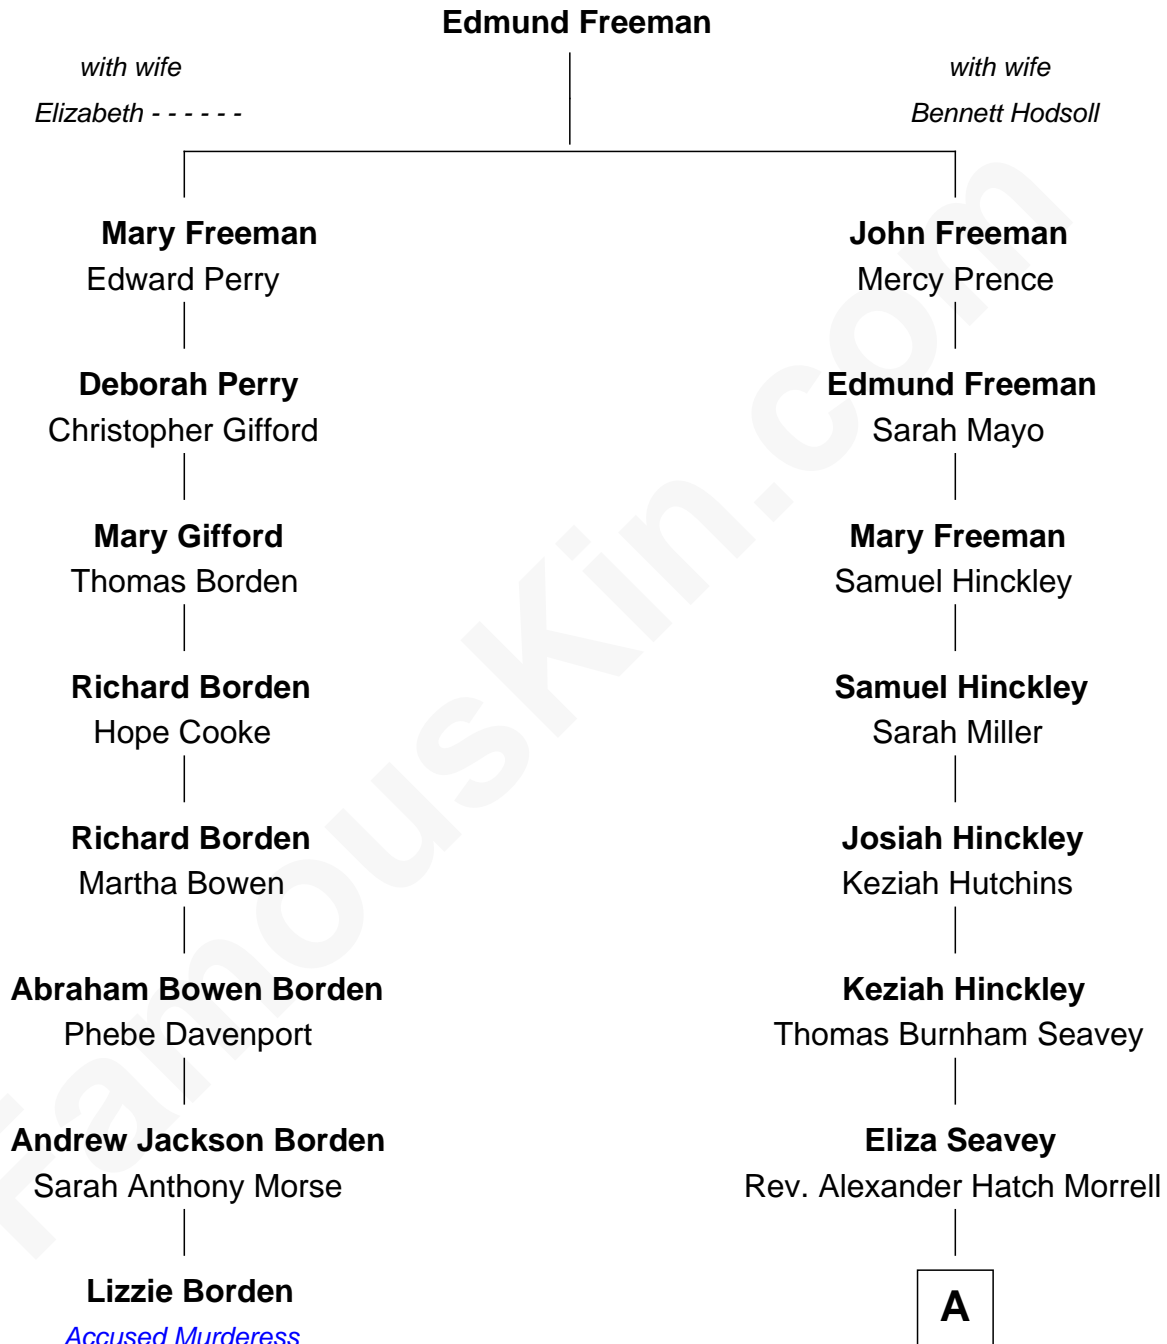 Edmund Freeman
with wife
Elizabeth - - - - - -
with wife
Bennett Hodsoll
Mary Freeman
Edward Perry
John Freeman
Mercy Prence
Deborah Perry
Christopher Gifford
Edmund Freeman
Sarah Mayo
Mary Gifford
Thomas Borden
Mary Freeman
Samuel Hinckley
Richard Borden
Hope Cooke
Samuel Hinckley
Sarah Miller
Richard Borden
Martha Bowen
Josiah Hinckley
Keziah Hutchins
Abraham Bowen Borden
Phebe Davenport
Keziah Hinckley
Thomas Burnham Seavey
Andrew Jackson Borden
Sarah Anthony Morse
Eliza Seavey
Rev. Alexander Hatch Morrell
Lizzie Borden
Accused Murderess
A
FamousKin.com